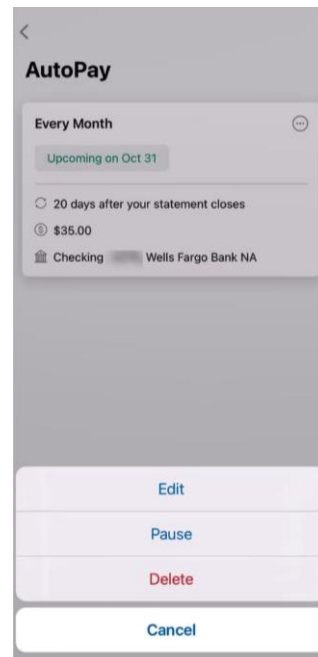 AutoPay
Every Month
Upcoming on Oct 31
20 days after your statement closes
$35.00
Checking Wells Fargo Bank NA
Edit
Pause
Delete
Cancel